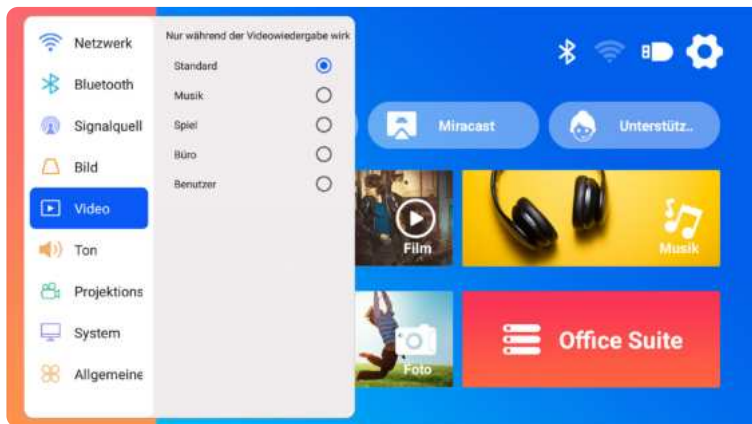 Netzwerk
Bluetooth
Signalquell
Bild
Video
Ton
Projektions
System
Allgemeine
Nur während der Videowiedergabe wirk
Standard
Musik
Spiel
Büro
Benutzer
Miracast
Unterstütz..
Film
Musik
Foto
Office Suite